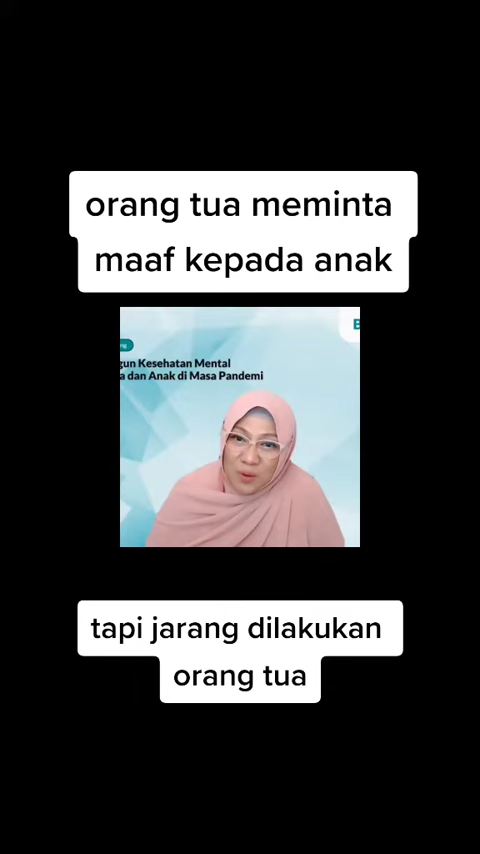 orang tua meminta
maaf kepada anak
gun Kesehatan Mental
a dan Anak di Masa Pandemi
tapi jarang dilakukan
orang tua